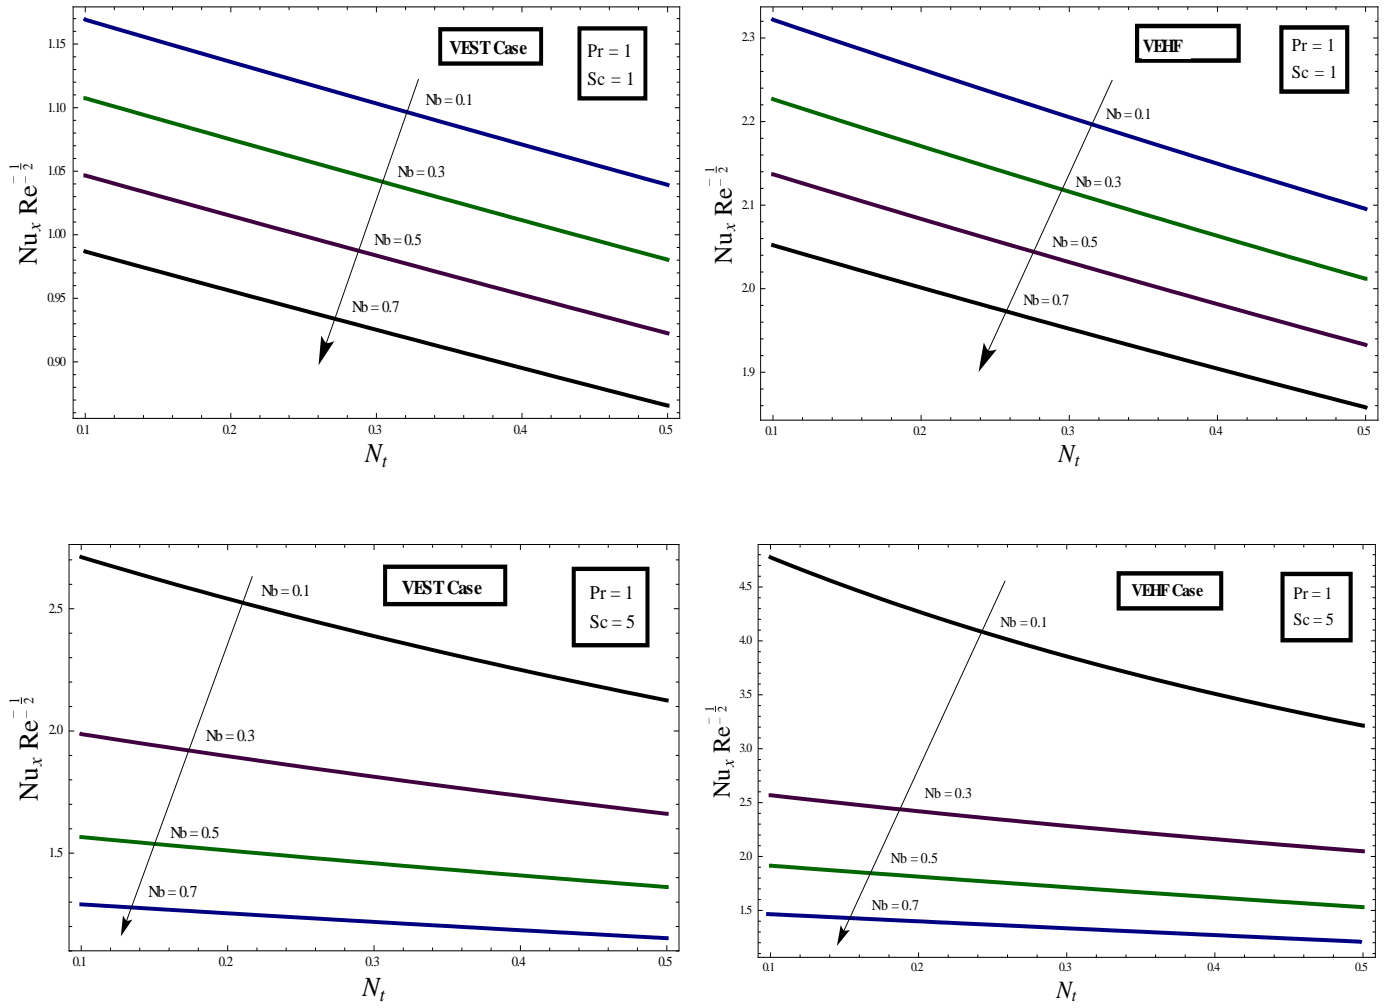 VEST Case
Pr = 1
Sc = 1
Nb = 0.1
Nb = 0.3
Nb = 0.5
Nb = 0.7
1.15
1.10
1.05
1.00
0.95
0.90
0.1 0.2 0.3 0.4 0.5
Nu_x Re^{-1/2}
N_t
VEHF
Pr = 1
Sc = 1
Nb = 0.1
Nb = 0.3
Nb = 0.5
Nb = 0.7
2.3
2.2
2.1
2.0
1.9
0.1 0.2 0.3 0.4 0.5
Nu_x Re^{-1/2}
N_t
VEST Case
Pr = 1
Sc = 5
Nb = 0.1
Nb = 0.3
Nb = 0.5
Nb = 0.7
2.5
2.0
1.5
0.1 0.2 0.3 0.4 0.5
Nu_x Re^{-1/2}
N_t
VEHF Case
Pr = 1
Sc = 5
Nb = 0.1
Nb = 0.3
Nb = 0.5
Nb = 0.7
4.5
4.0
3.5
3.0
2.5
2.0
1.5
0.1 0.2 0.3 0.4 0.5
Nu_x Re^{-1/2}
N_t